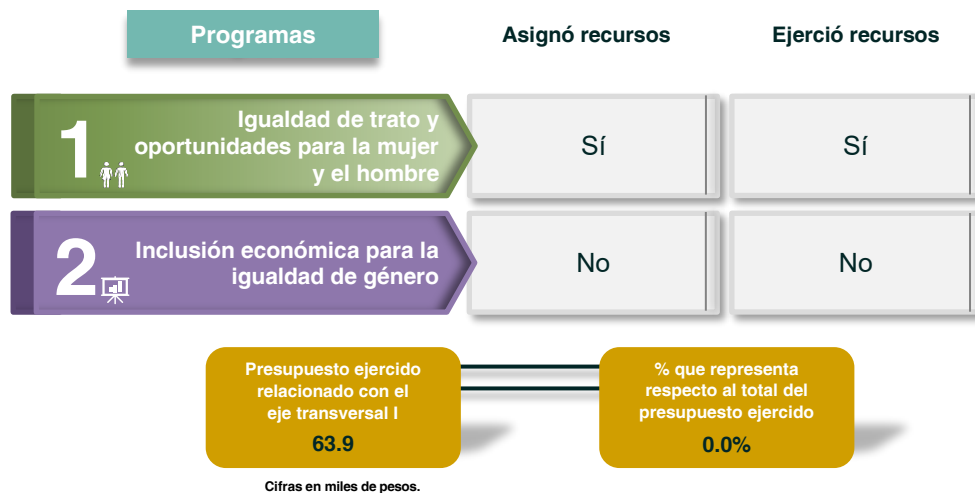 Programas
Asignó recursos
Ejerció recursos
1
Igualdad de trato y
oportunidades para la mujer
y el hombre
Sí
Sí
2
Inclusión económica para la
igualdad de género
No
No
Presupuesto ejercido
relacionado con el
eje transversal I
63.9
% que representa
respecto al total del
presupuesto ejercido
0.0%
Cifras en miles de pesos.